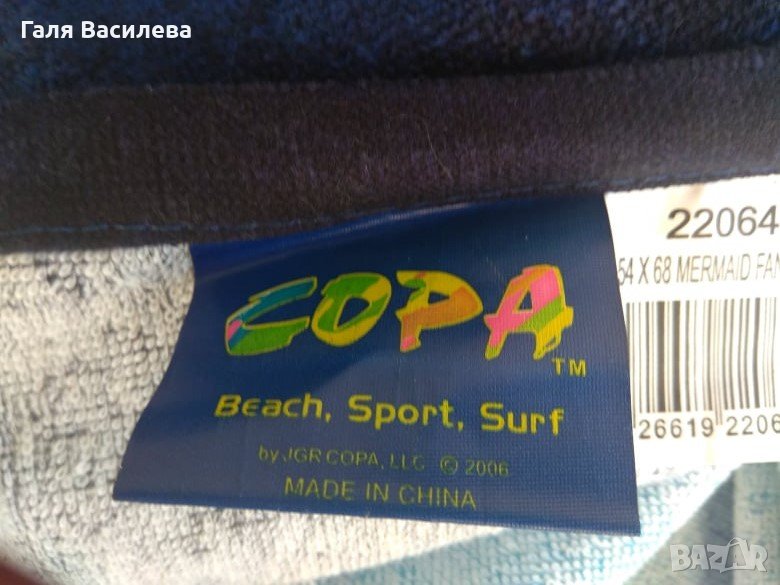 Галя Василева
COPA
TM
Beach, Sport, Surf
by JGR COPA, LLC © 2006
MADE IN CHINA
22064
54 X 68 MERMAID FAN
26619 2206
BAZAR